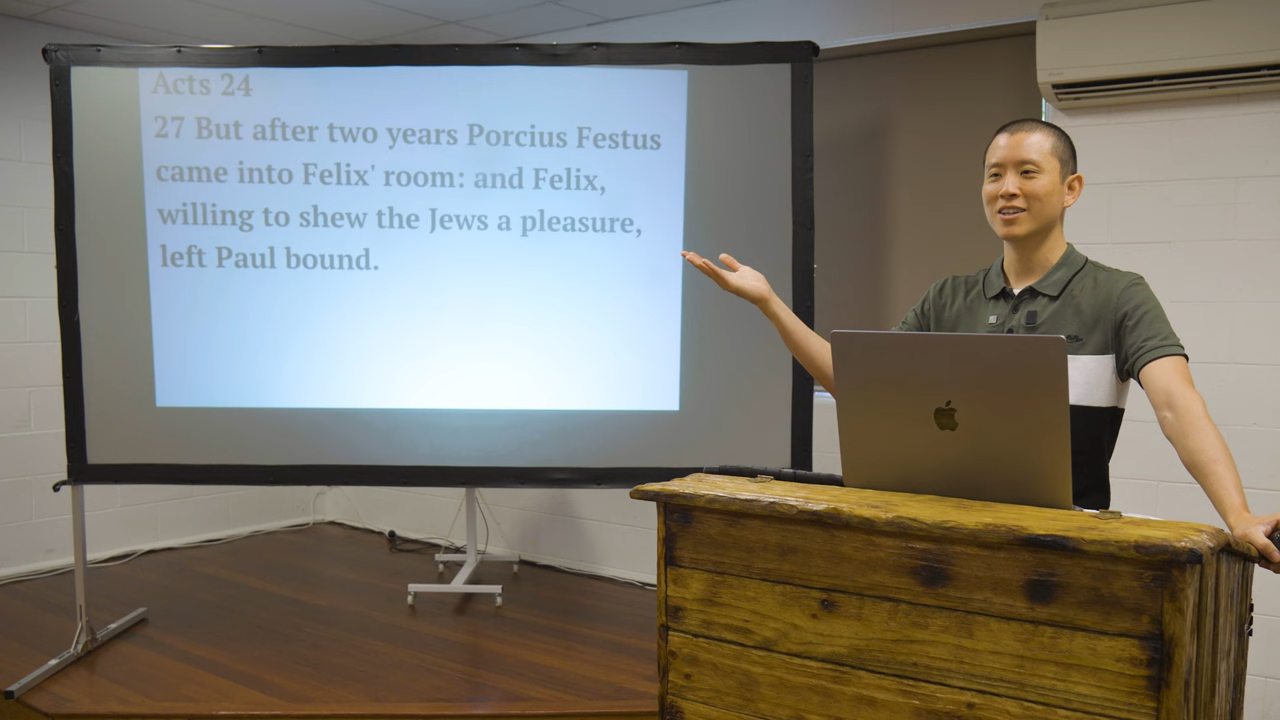 Acts 24
27 But after two years Porcius Festus
came into Felix' room: and Felix,
willing to shew the Jews a pleasure,
left Paul bound.